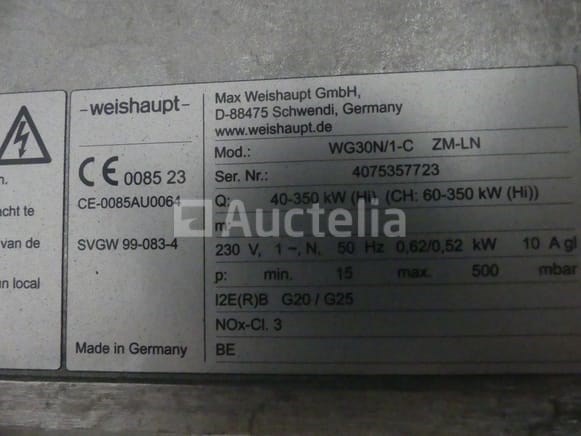 n.
cht te
van de
n local
-weishaupt-
CE 0085 23
CE-0085AU0064
SVGW 99-083-4
Made in Germany
Max Weishaupt GmbH,
D-88475 Schwendi, Germany
www.weishaupt.de
Mod.: WG30N/1-C ZM-LN
Ser. Nr.: 4075357723
Q: 40-350 kW (Hi) (CH: 60-350 kW (Hi))
m:
230 V, 1 ~, N, 50 Hz 0,62/0,52 kW 10 A gl
p: min. 15 max. 500 mbar
I2E(R)B G20 / G25
NOx-Cl. 3
BE
Auctelia